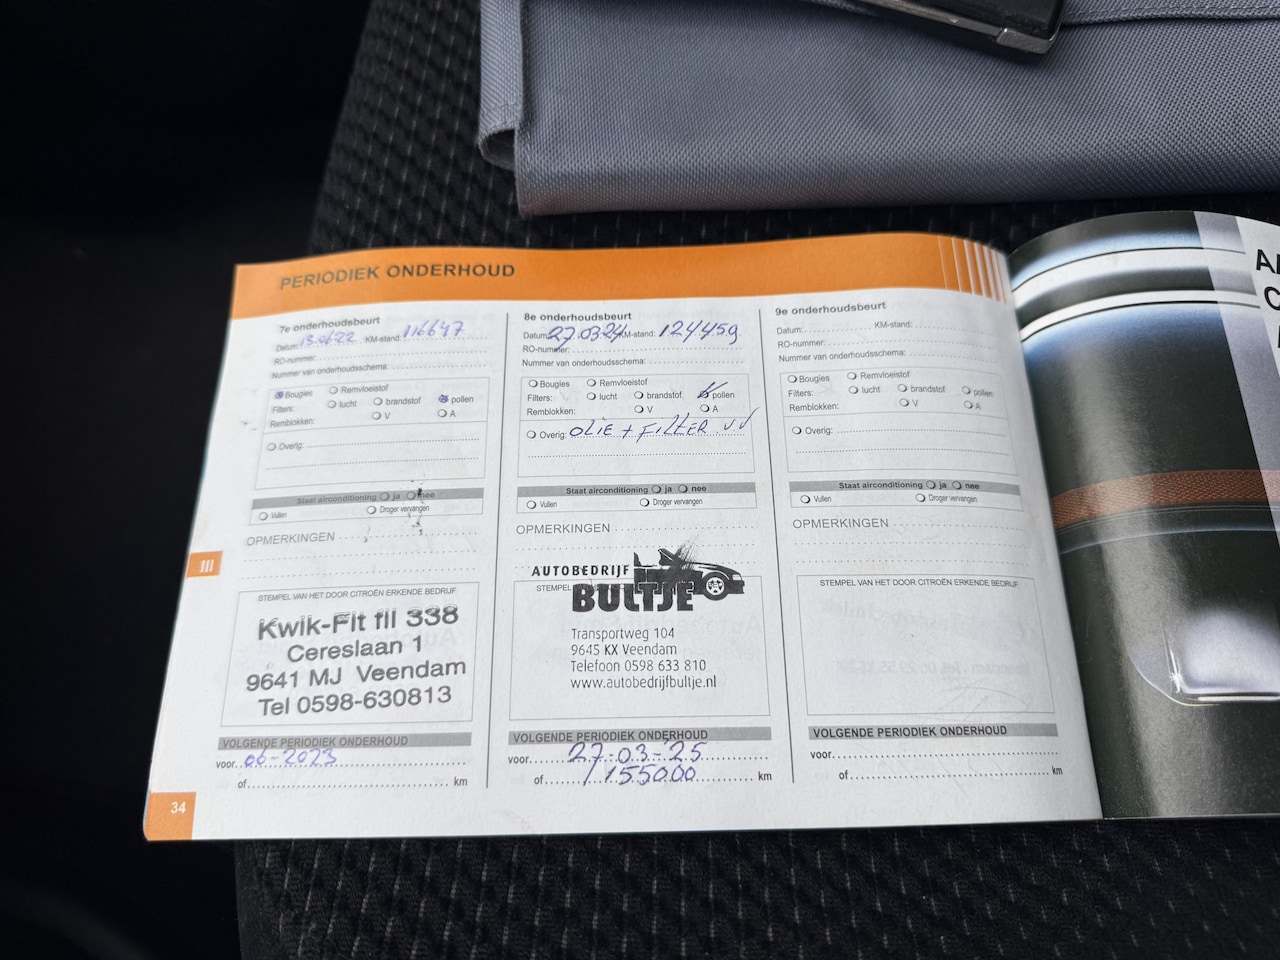 PERIODIEK ONDERHOUD
7e onderhoudsbeurt
Datum: 13.06.22 KM-stand: 116647
RO-nummer:
Nummer van onderhoudsschema:
Bougies Remvloeistof
Filters: lucht brandstof pollen
Remblokken: V A
Overig:
Staat airconditioning ja nee
Vullen Droger vervangen
OPMERKINGEN
STEMPEL VAN HET DOOR CITROËN ERKENDE BEDRIJF
Kwik-Fit fil 338
Cereslaan 1
9641 MJ Veendam
Tel 0598-630813
VOLGENDE PERIODIEK ONDERHOUD
voor 06-2023
of km
8e onderhoudsbeurt
Datum: 27.03.24 KM-stand: 124459
RO-nummer:
Nummer van onderhoudsschema:
Bougies Remvloeistof
Filters: lucht brandstof pollen
Remblokken: V A
Overig: OLIE + FILTER v.v
Staat airconditioning ja nee
Vullen Droger vervangen
OPMERKINGEN
AUTOBEDRIJF
STEMPEL
BULTJE
Transportweg 104
9645 KX Veendam
Telefoon 0598 633 810
www.autobedrijfbultje.nl
VOLGENDE PERIODIEK ONDERHOUD
voor 27-03-25
of / 155000 km
9e onderhoudsbeurt
Datum: KM-stand:
RO-nummer:
Nummer van onderhoudsschema:
Bougies Remvloeistof
Filters: lucht brandstof pollen
Remblokken: V A
Overig:
Staat airconditioning ja nee
Vullen Droger vervangen
OPMERKINGEN
STEMPEL VAN HET DOOR CITROËN ERKENDE BEDRIJF
VOLGENDE PERIODIEK ONDERHOUD
voor
of km
III
34